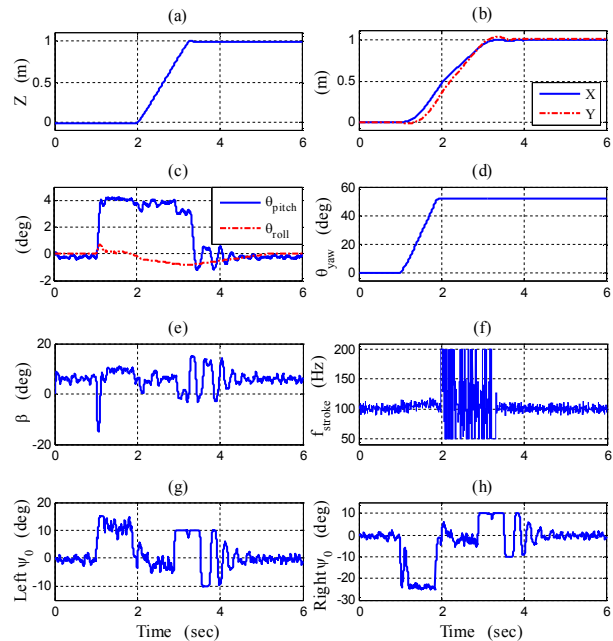 (a)
Z (m)
1
0.5
0
0 2 4 6
(b)
(m)
1
0.5
0
0 2 4 6
X
Y
(c)
(deg)
4
2
0
-2
0 2 4 6
θpitch
θroll
(d)
θyaw (deg)
60
40
20
0
0 2 4 6
(e)
β (deg)
20
0
-20
0 2 4 6
(f)
fstroke (Hz)
200
150
100
50
0 2 4 6
(g)
Left ψ0 (deg)
20
10
0
-10
0 2 4 6
Time (sec)
(h)
Right ψ0 (deg)
10
0
-10
-20
-30
0 2 4 6
Time (sec)